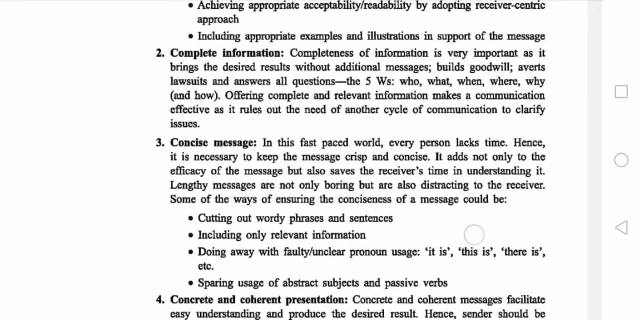 • Achieving appropriate acceptability/readability by adopting receiver-centric
approach
• Including appropriate examples and illustrations in support of the message
2. Complete information: Completeness of information is very important as it
brings the desired results without additional messages; builds goodwill; averts
lawsuits and answers all questions—the 5 Ws: who, what, when, where, why
(and how). Offering complete and relevant information makes a communication
effective as it rules out the need of another cycle of communication to clarify
issues.
3. Concise message: In this fast paced world, every person lacks time. Hence,
it is necessary to keep the message crisp and concise. It adds not only to the
efficacy of the message but also saves the receiver's time in understanding it.
Lengthy messages are not only boring but are also distracting to the receiver.
Some of the ways of ensuring the conciseness of a message could be:
• Cutting out wordy phrases and sentences
• Including only relevant information
• Doing away with faulty/unclear pronoun usage: 'it is', 'this is', 'there is',
etc.
• Sparing usage of abstract subjects and passive verbs
4. Concrete and coherent presentation: Concrete and coherent messages facilitate
easy understanding and produce the desired result. Hence, sender should be